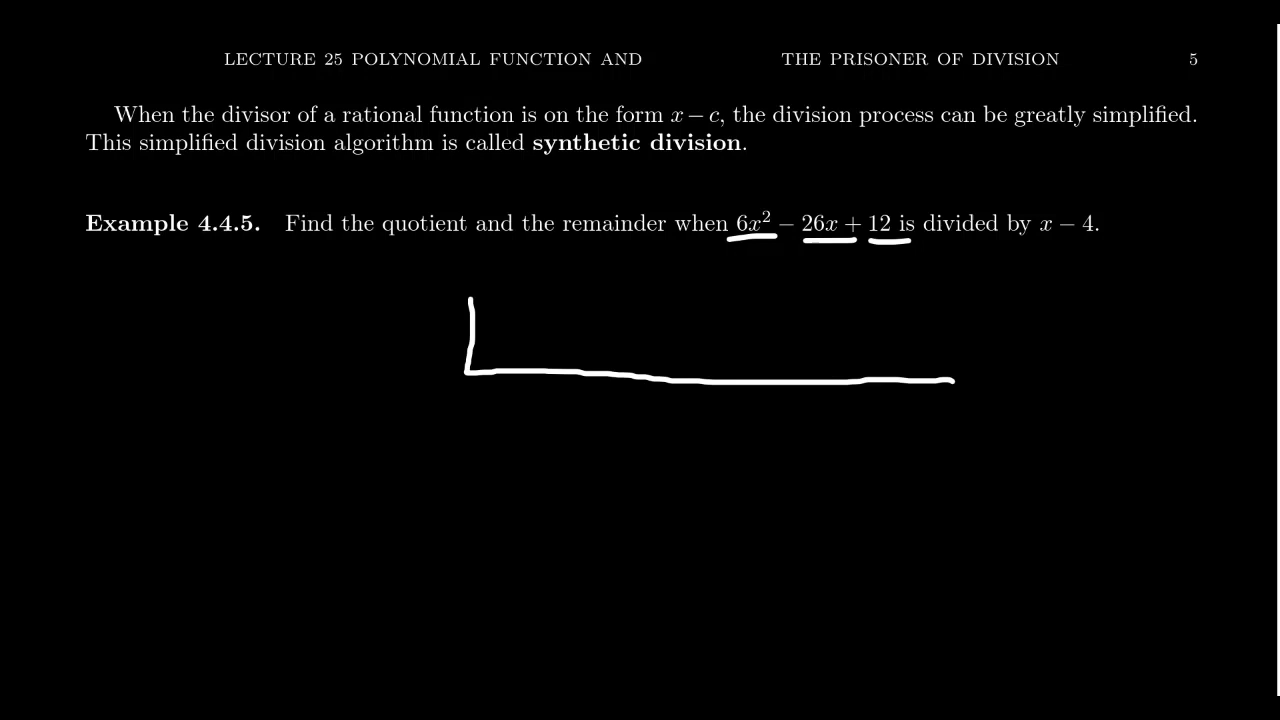 LECTURE 25 POLYNOMIAL FUNCTION AND THE PRISONER OF DIVISION 5
When the divisor of a rational function is on the form x − c, the division process can be greatly simplified.
This simplified division algorithm is called synthetic division.
Example 4.4.5. Find the quotient and the remainder when 6x² − 26x + 12 is divided by x − 4.